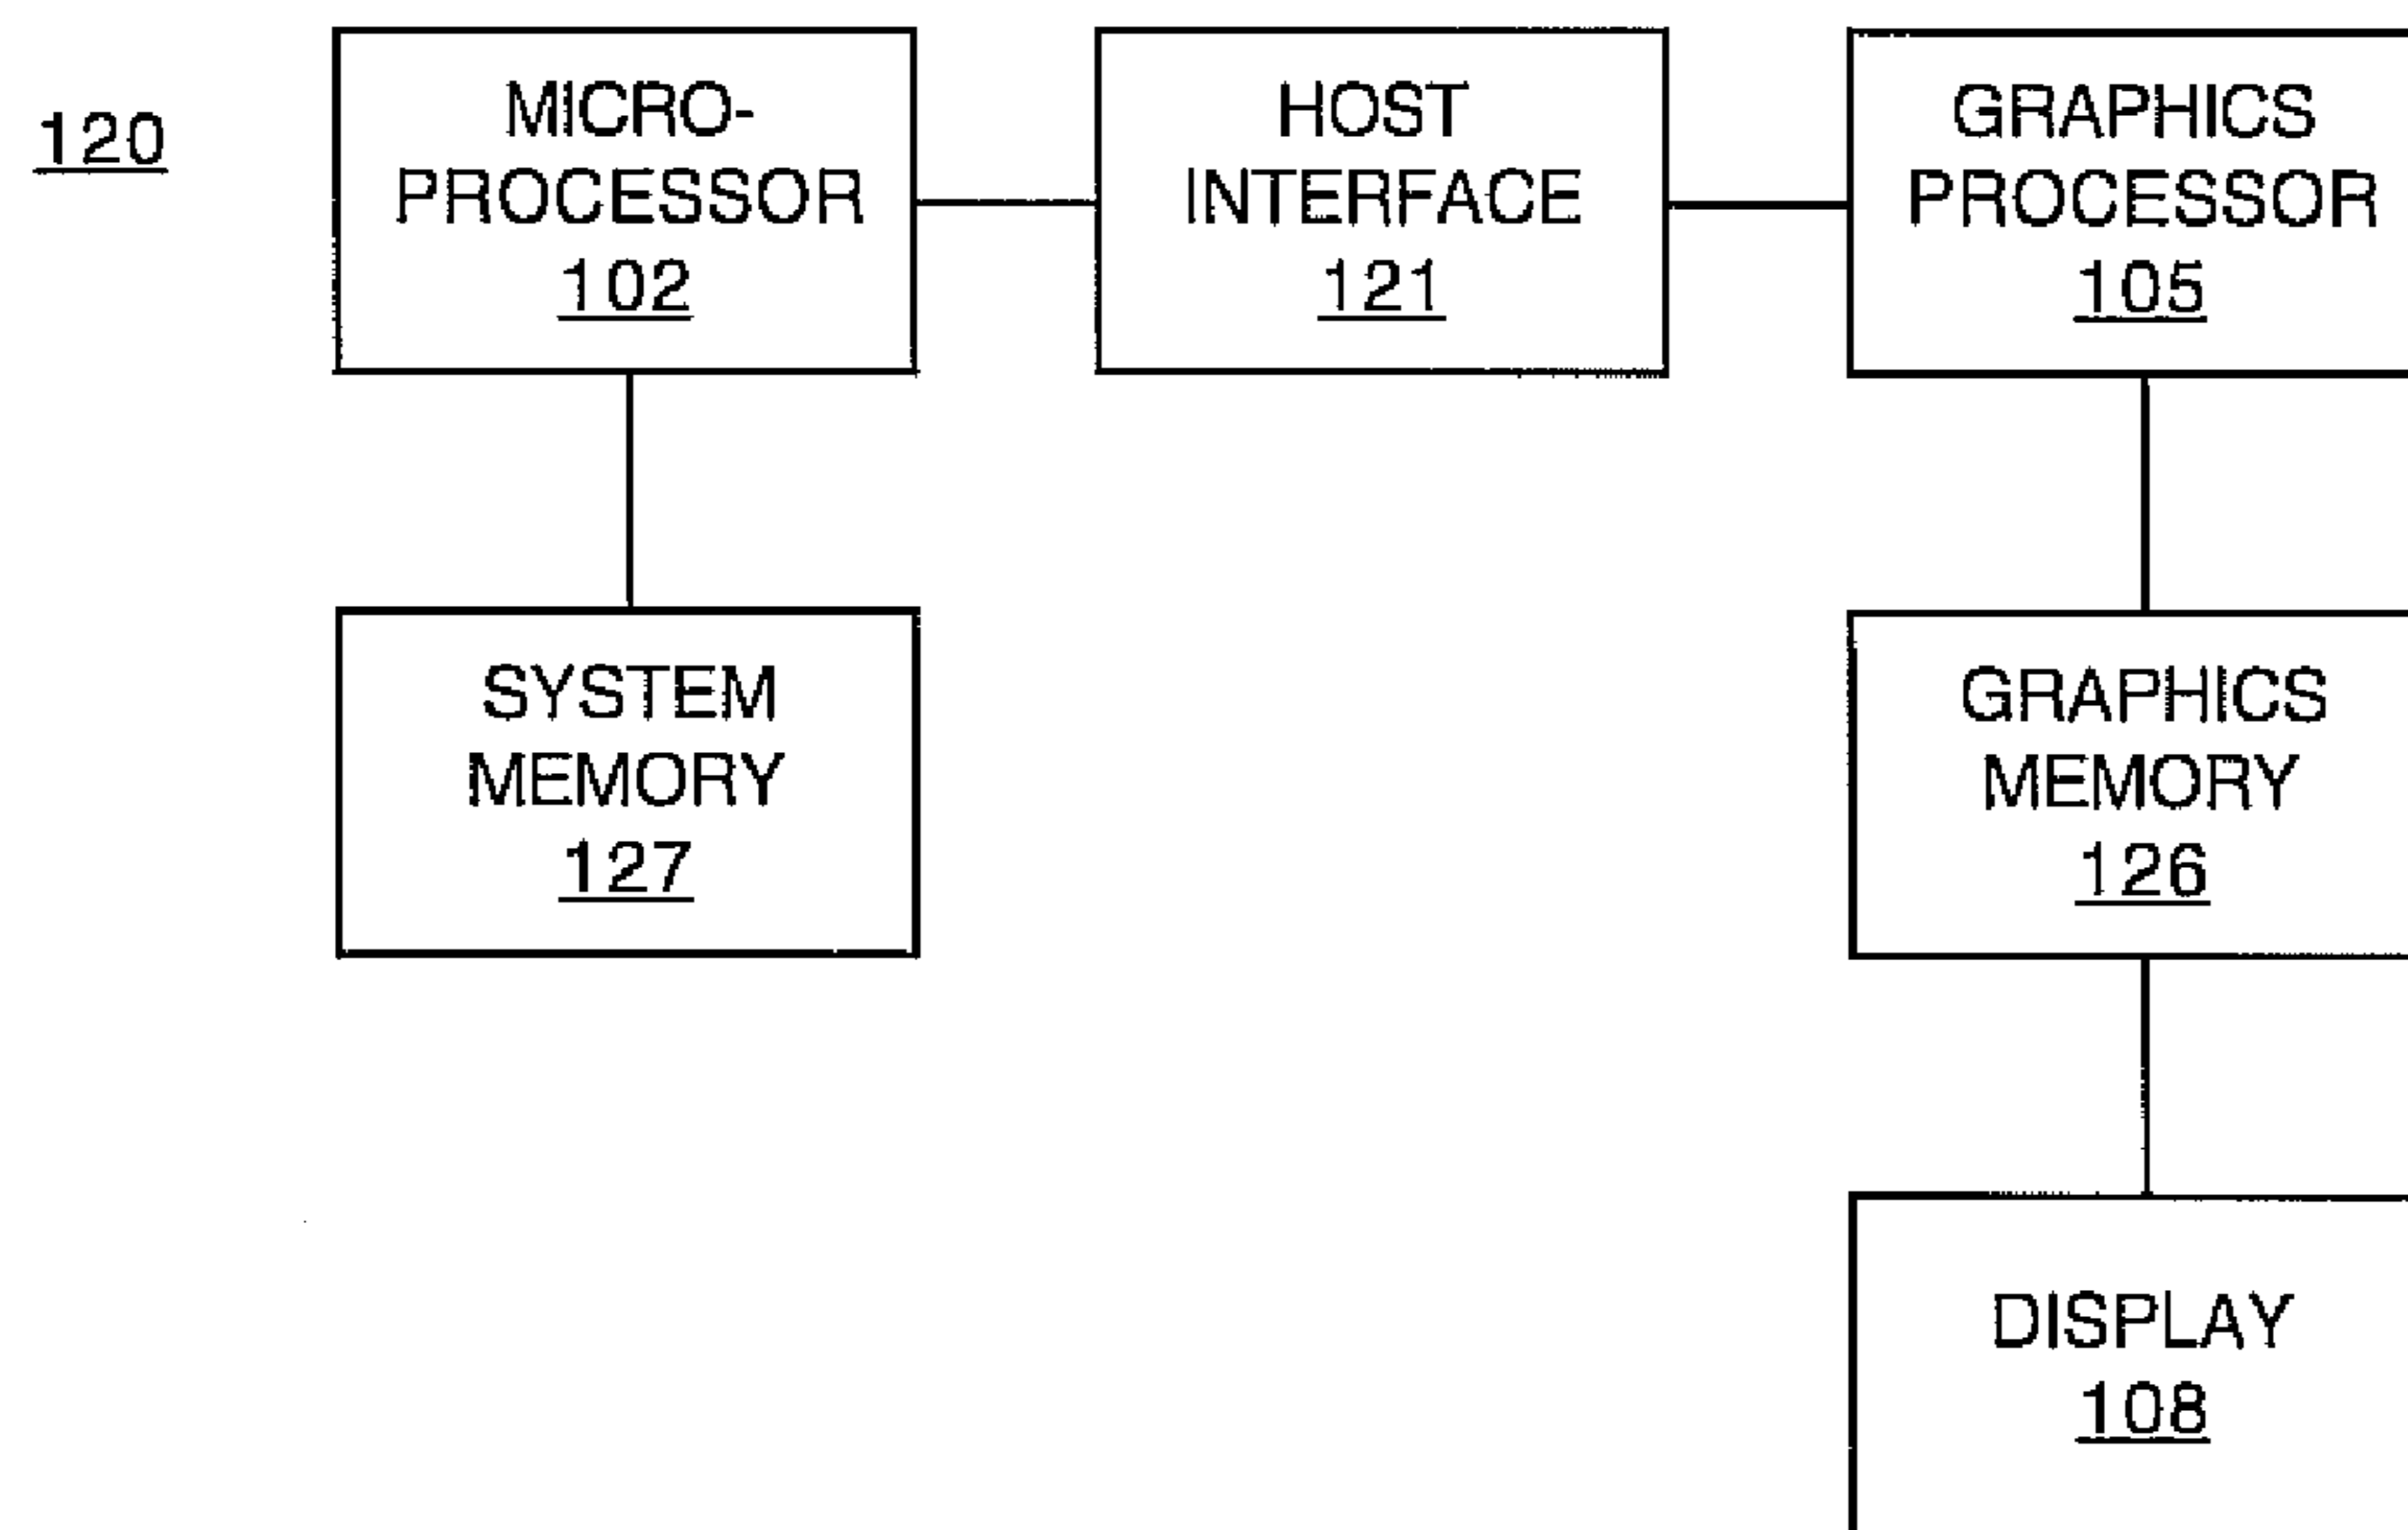 120
MICRO-
PROCESSOR
102
HOST
INTERFACE
121
GRAPHICS
PROCESSOR
105
SYSTEM
MEMORY
127
GRAPHICS
MEMORY
126
DISPLAY
108